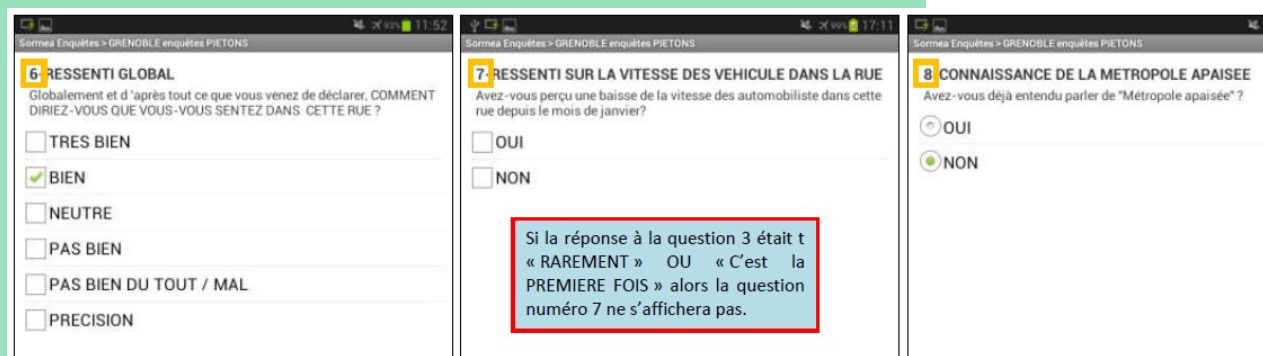 93% 11:52
Sormea Enquêtes > GRENOBLE enquêtes PIETONS
6-RESSENTI GLOBAL
Globalement et d 'après tout ce que vous venez de déclarer, COMMENT
DIRIEZ-VOUS QUE VOUS-VOUS SENTEZ DANS CETTE RUE ?
TRES BIEN
BIEN
NEUTRE
PAS BIEN
PAS BIEN DU TOUT / MAL
PRECISION
99% 17:11
Sormea Enquêtes > GRENOBLE enquêtes PIETONS
7-RESSENTI SUR LA VITESSE DES VEHICULE DANS LA RUE
Avez-vous perçu une baisse de la vitesse des automobiliste dans cette
rue depuis le mois de janvier?
OUI
NON
Si la réponse à la question 3 était t
« RAREMENT » OU « C’est la
PREMIERE FOIS » alors la question
numéro 7 ne s’affichera pas.
Sormea Enquêtes > GRENOBLE enquêtes PIETONS
8 CONNAISSANCE DE LA METROPOLE APAISEE
Avez-vous déjà entendu parler de "Métropole apaisée" ?
OUI
NON